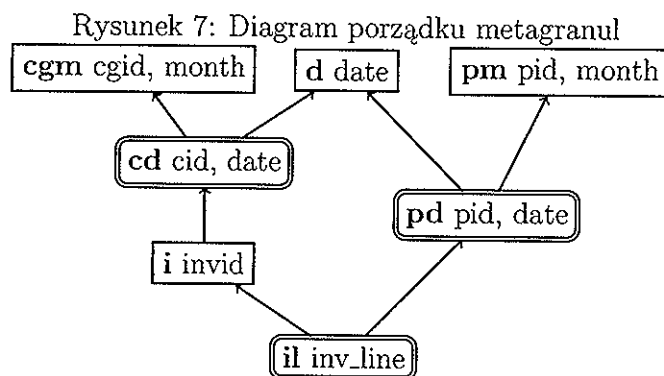 Rysunek 7: Diagram porządku metagranul
cgm cgid, month
d date
pm pid, month
cd cid, date
pd pid, date
i invid
il inv_line